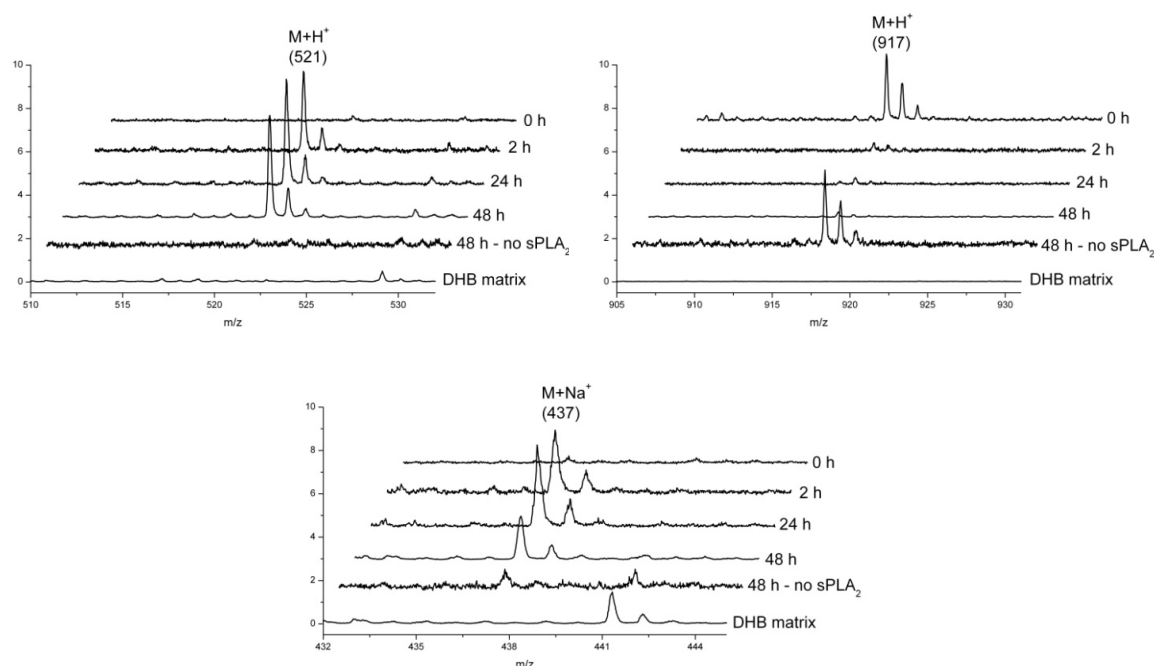 M+H⁺
(521)
10
8
6
4
2
0
0 h
2 h
24 h
48 h
48 h - no sPLA₂
DHB matrix
510 515 520 525 530
m/z
M+H⁺
(917)
10
8
6
4
2
0
0 h
2 h
24 h
48 h
48 h - no sPLA₂
DHB matrix
905 910 915 920 925 930
m/z
M+Na⁺
(437)
10
8
6
4
2
0
0 h
2 h
24 h
48 h
48 h - no sPLA₂
DHB matrix
432 435 438 441 444
m/z